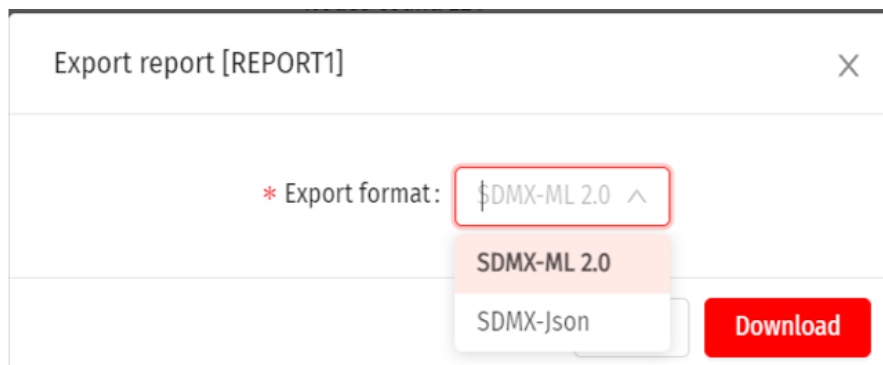 Export report [REPORT1]
* Export format: SDMX-ML 2.0
SDMX-ML 2.0
SDMX-Json
Download